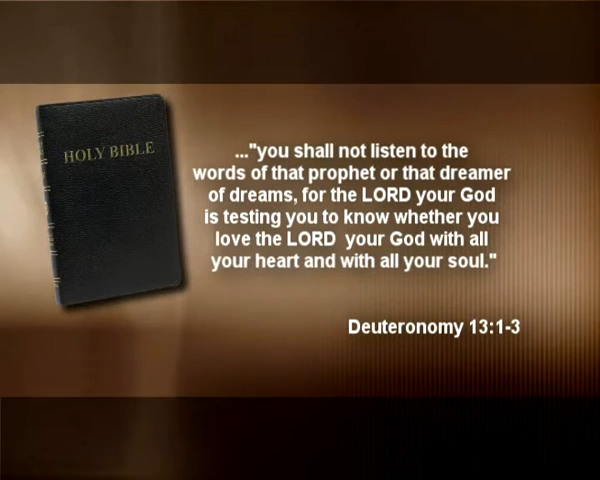 HOLY BIBLE
..."you shall not listen to the
words of that prophet or that dreamer
of dreams, for the LORD your God
is testing you to know whether you
love the LORD  your God with all
your heart and with all your soul."
Deuteronomy 13:1-3